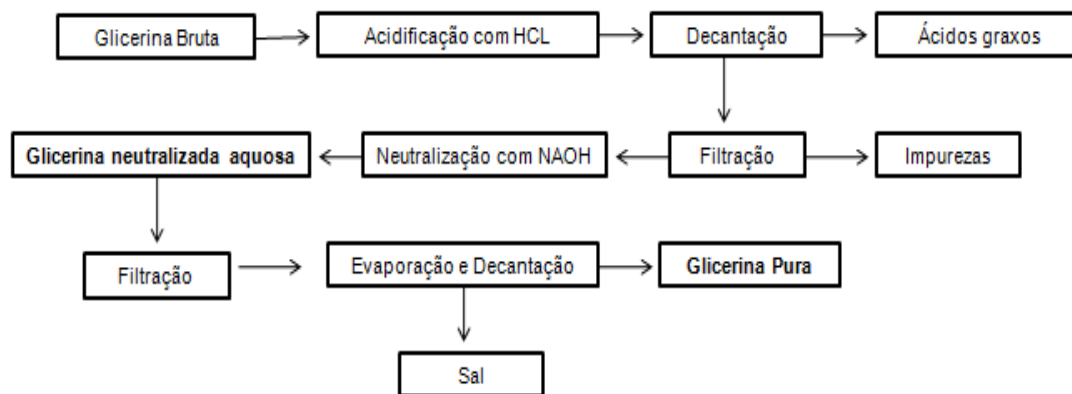 Glicerina Bruta
Acidificação com HCL
Decantação
Ácidos graxos
Glicerina neutralizada aquosa
Neutralização com NAOH
Filtração
Impurezas
Filtração
Evaporação e Decantação
Glicerina Pura
Sal